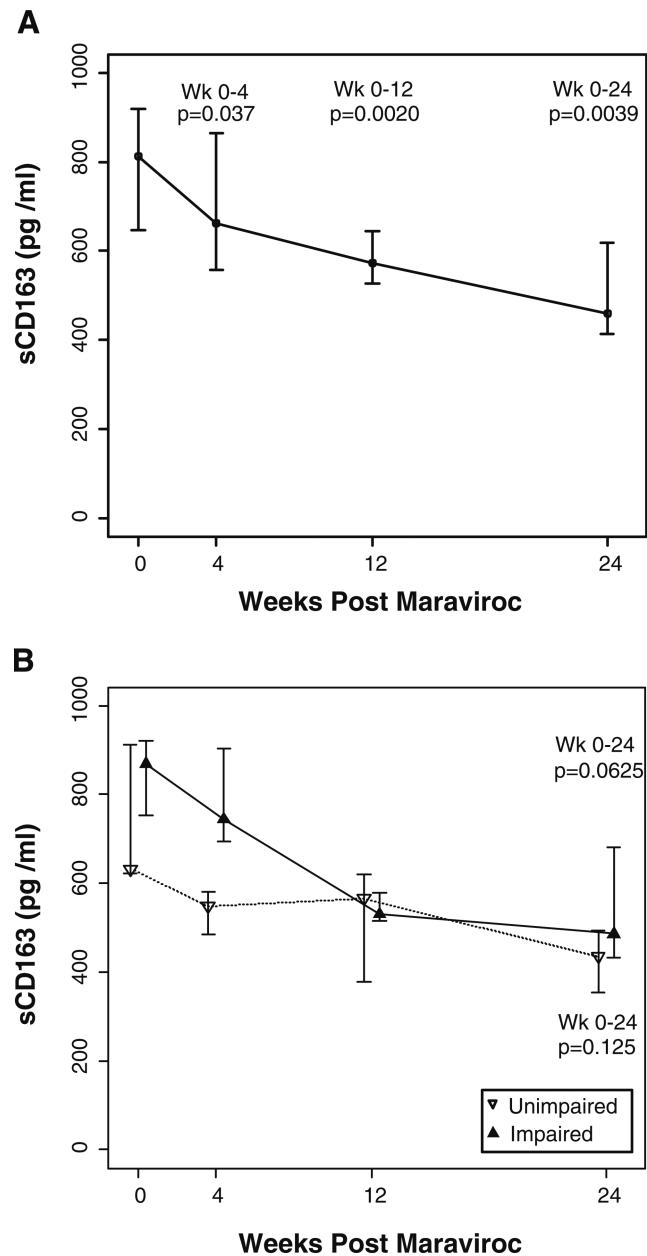 A
Wk 0-4
p=0.037
Wk 0-12
p=0.0020
Wk 0-24
p=0.0039
1000
800
600
400
200
0
sCD163 (pg /ml)
0
4
12
24
Weeks Post Maraviroc
B
Wk 0-24
p=0.0625
1000
800
600
400
200
0
sCD163 (pg /ml)
Wk 0-24
p=0.125
Unimpaired
Impaired
0
4
12
24
Weeks Post Maraviroc